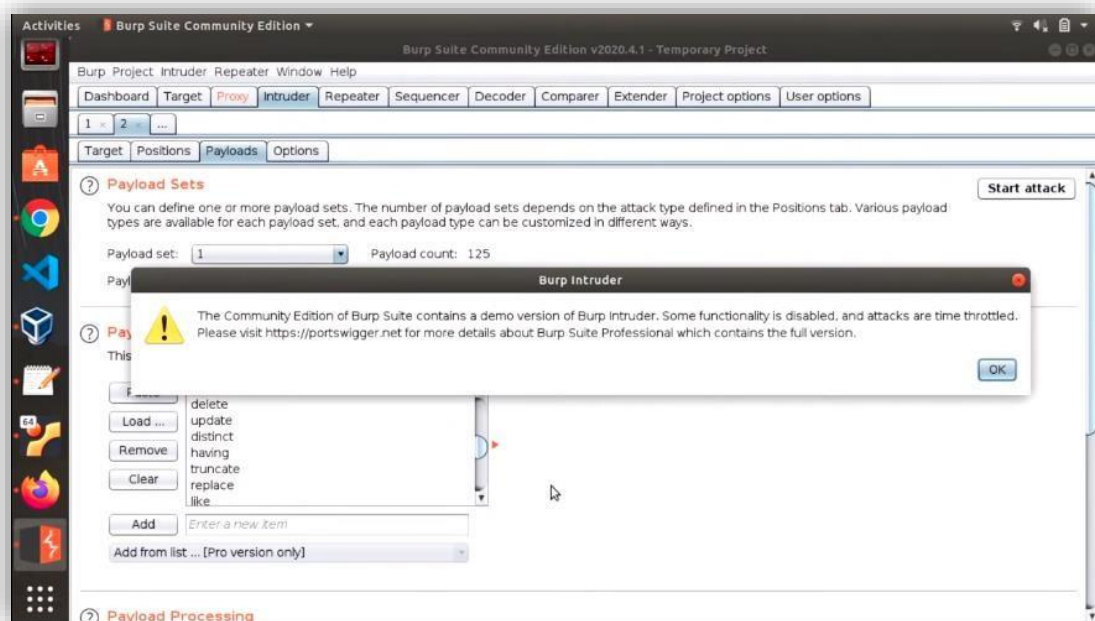 Activities Burp Suite Community Edition
Burp Suite Community Edition v2020.4.1 - Temporary Project
Burp Project Intruder Repeater Window Help
Dashboard Target Proxy Intruder Repeater Sequencer Decoder Comparer Extender Project options User options
1 × 2 × ...
Target Positions Payloads Options
? Payload Sets
Start attack
You can define one or more payload sets. The number of payload sets depends on the attack type defined in the Positions tab. Various payload
types are available for each payload set, and each payload type can be customized in different ways.
Payload set: 1 Payload count: 125
Payl
Burp Intruder
The Community Edition of Burp Suite contains a demo version of Burp Intruder. Some functionality is disabled, and attacks are time throttled.
Please visit https://portswigger.net for more details about Burp Suite Professional which contains the full version.
OK
? Pay
This
delete
Load ... update
distinct
Remove having
truncate
Clear replace
like
Add Enter a new item
Add from list ... [Pro version only]
? Payload Processing
64